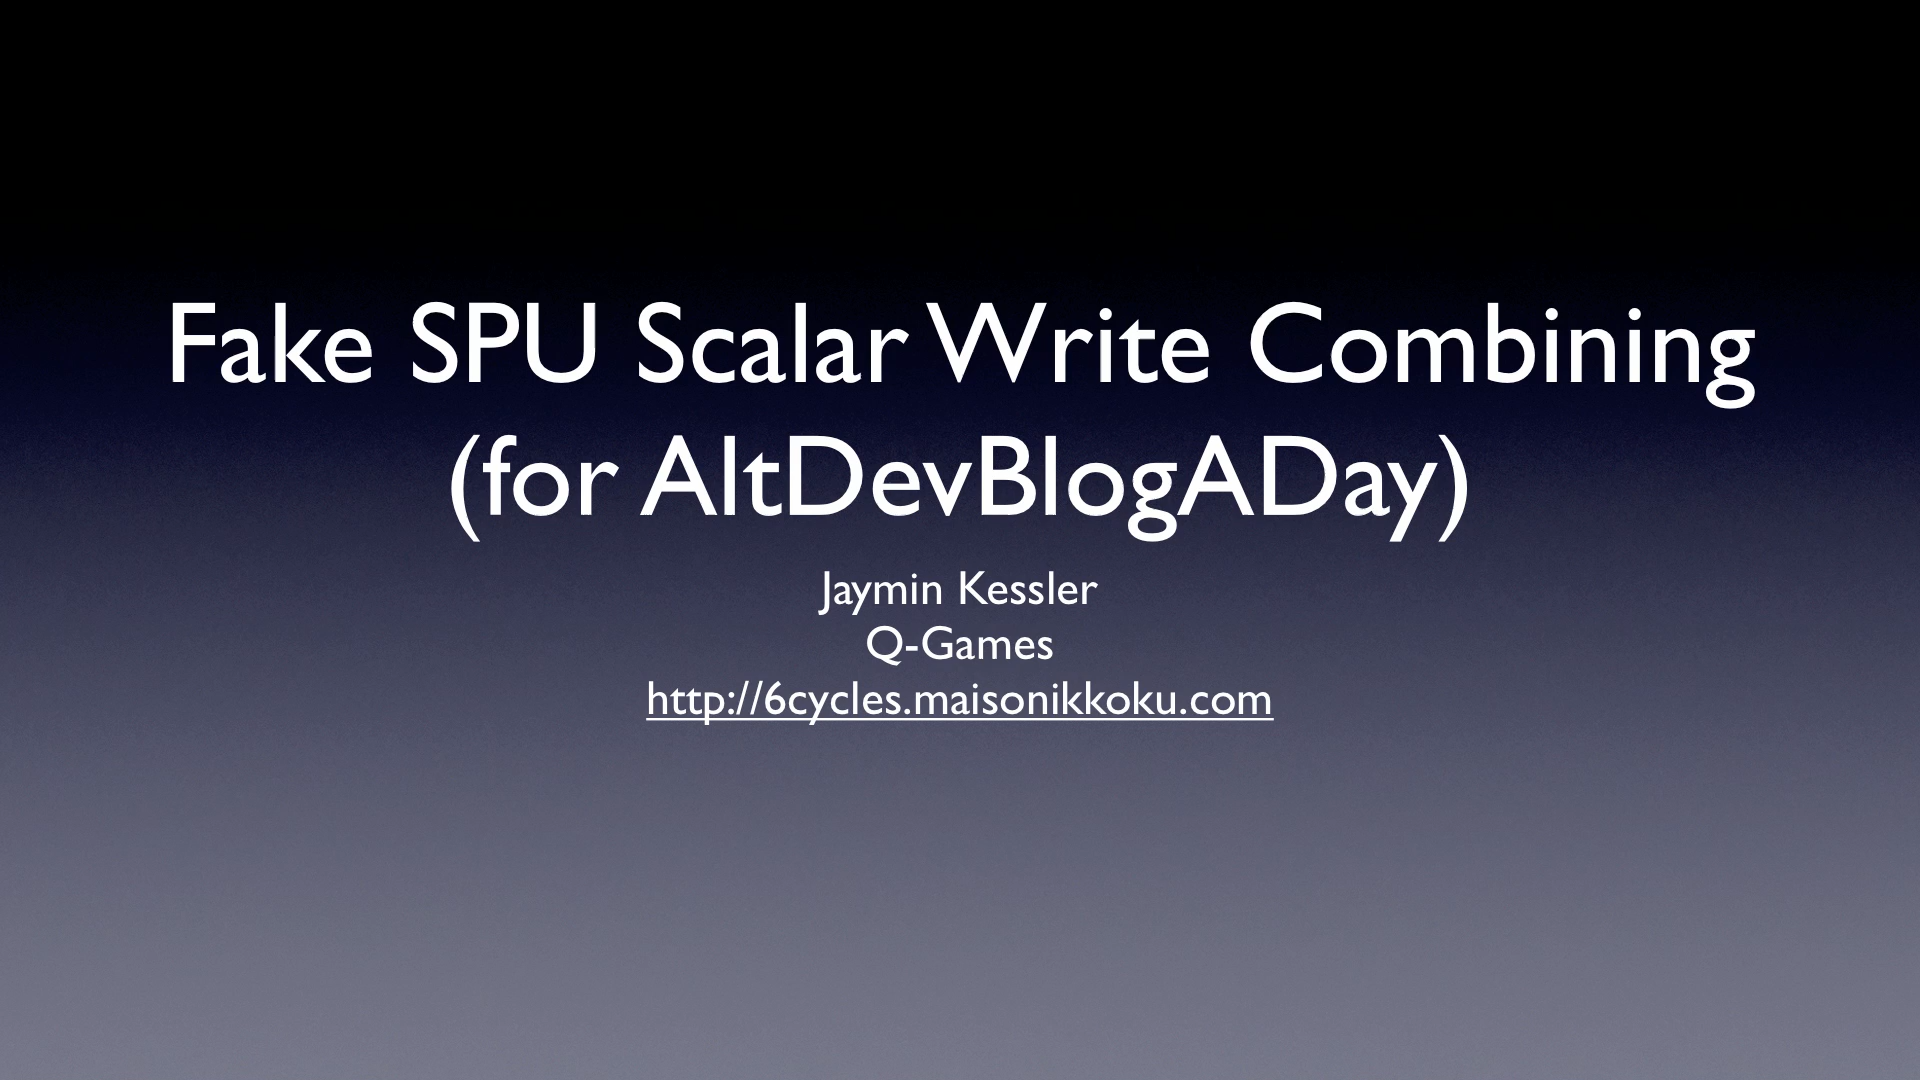 Fake SPU Scalar Write Combining
(for AltDevBlogADay)
Jaymin Kessler
Q-Games
http://6cycles.maisonikkoku.com